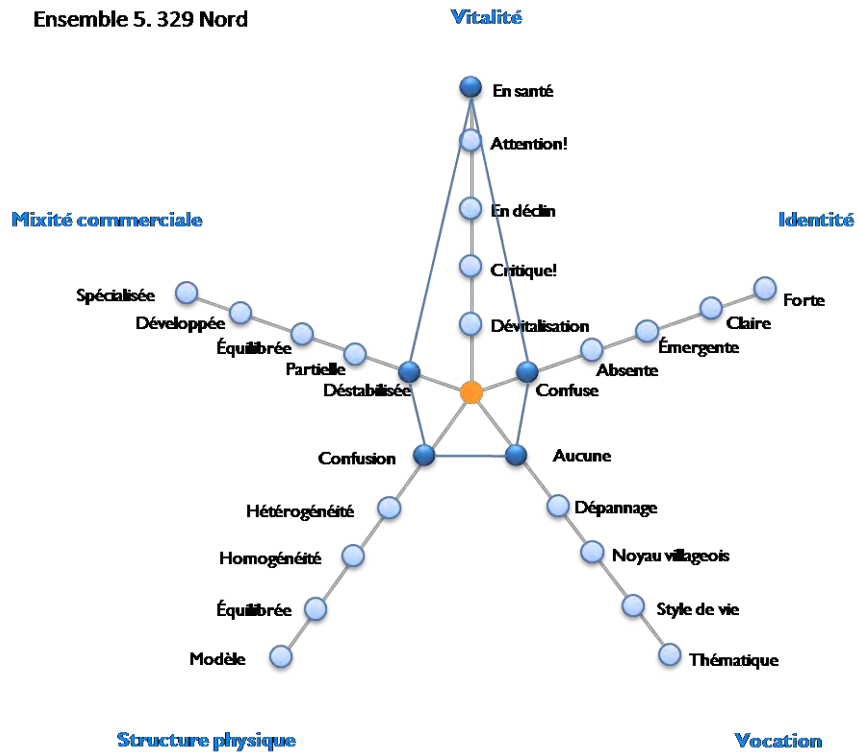 Ensemble 5. 329 Nord
Vitalité
En santé
Attention!
En déclin
Critique!
Dévitalisation
Mixité commerciale
Spécialisée
Développée
Équilibrée
Partielle
Déstabilisée
Identité
Forte
Claire
Émergente
Absente
Confuse
Confusion
Hétérogénéité
Homogénéité
Équilibrée
Modèle
Structure physique
Aucune
Dépannage
Noyau villageois
Style de vie
Thématique
Vocation